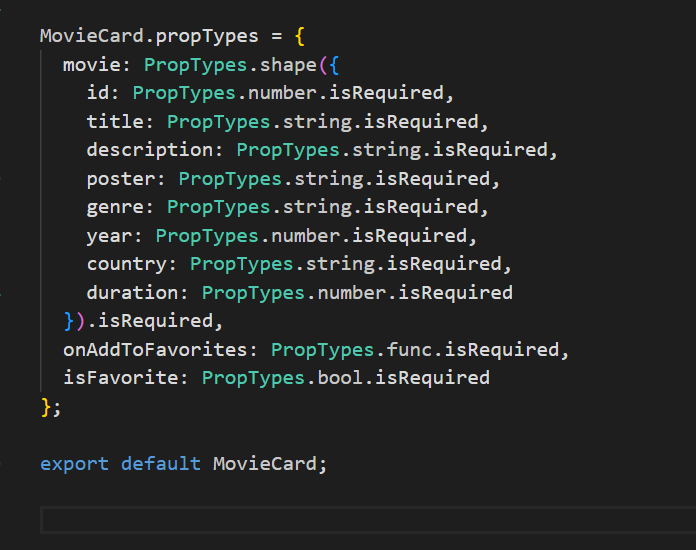 MovieCard.propTypes = {
  movie: PropTypes.shape({
    id: PropTypes.number.isRequired,
    title: PropTypes.string.isRequired,
    description: PropTypes.string.isRequired,
    poster: PropTypes.string.isRequired,
    genre: PropTypes.string.isRequired,
    year: PropTypes.number.isRequired,
    country: PropTypes.string.isRequired,
    duration: PropTypes.number.isRequired
  }).isRequired,
  onAddToFavorites: PropTypes.func.isRequired,
  isFavorite: PropTypes.bool.isRequired
};
export default MovieCard;